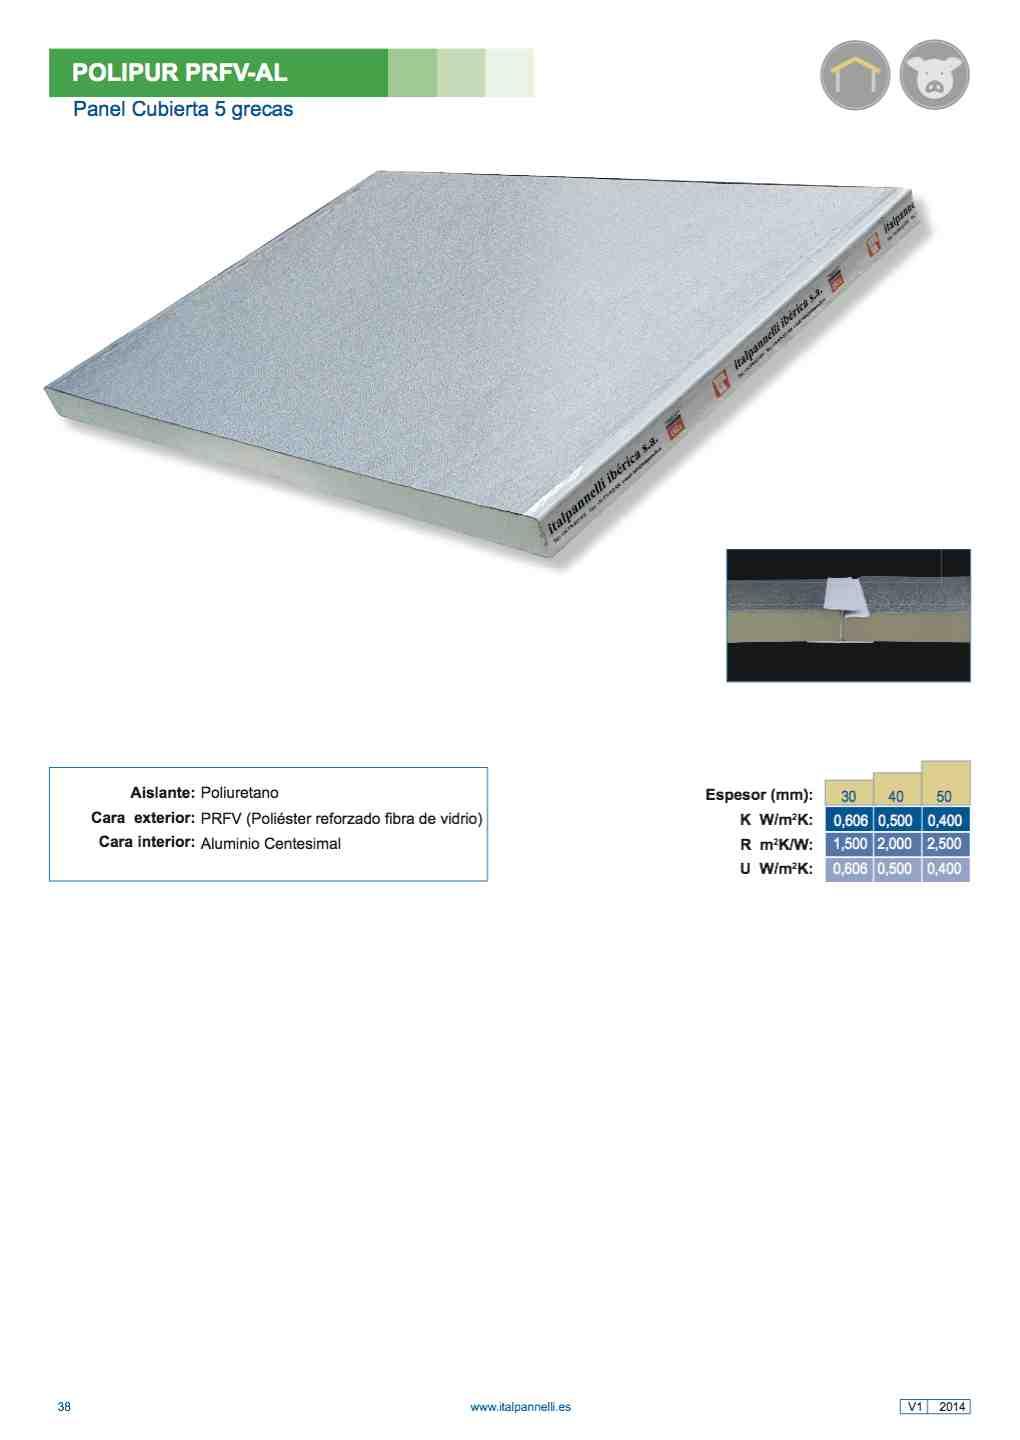 POLIPUR PRFV-AL
Panel Cubierta 5 grecas
italpannelli ibérica s.a.
italpannelli ibérica s.a.
Aislante: Poliuretano
Cara exterior: PRFV (Poliéster reforzado fibra de vidrio)
Cara interior: Aluminio Centesimal
Espesor (mm): 30 40 50
K W/m²K: 0,606 0,500 0,400
R m²K/W: 1,500 2,000 2,500
U W/m²K: 0,606 0,500 0,400
38
www.italpannelli.es
V1 2014